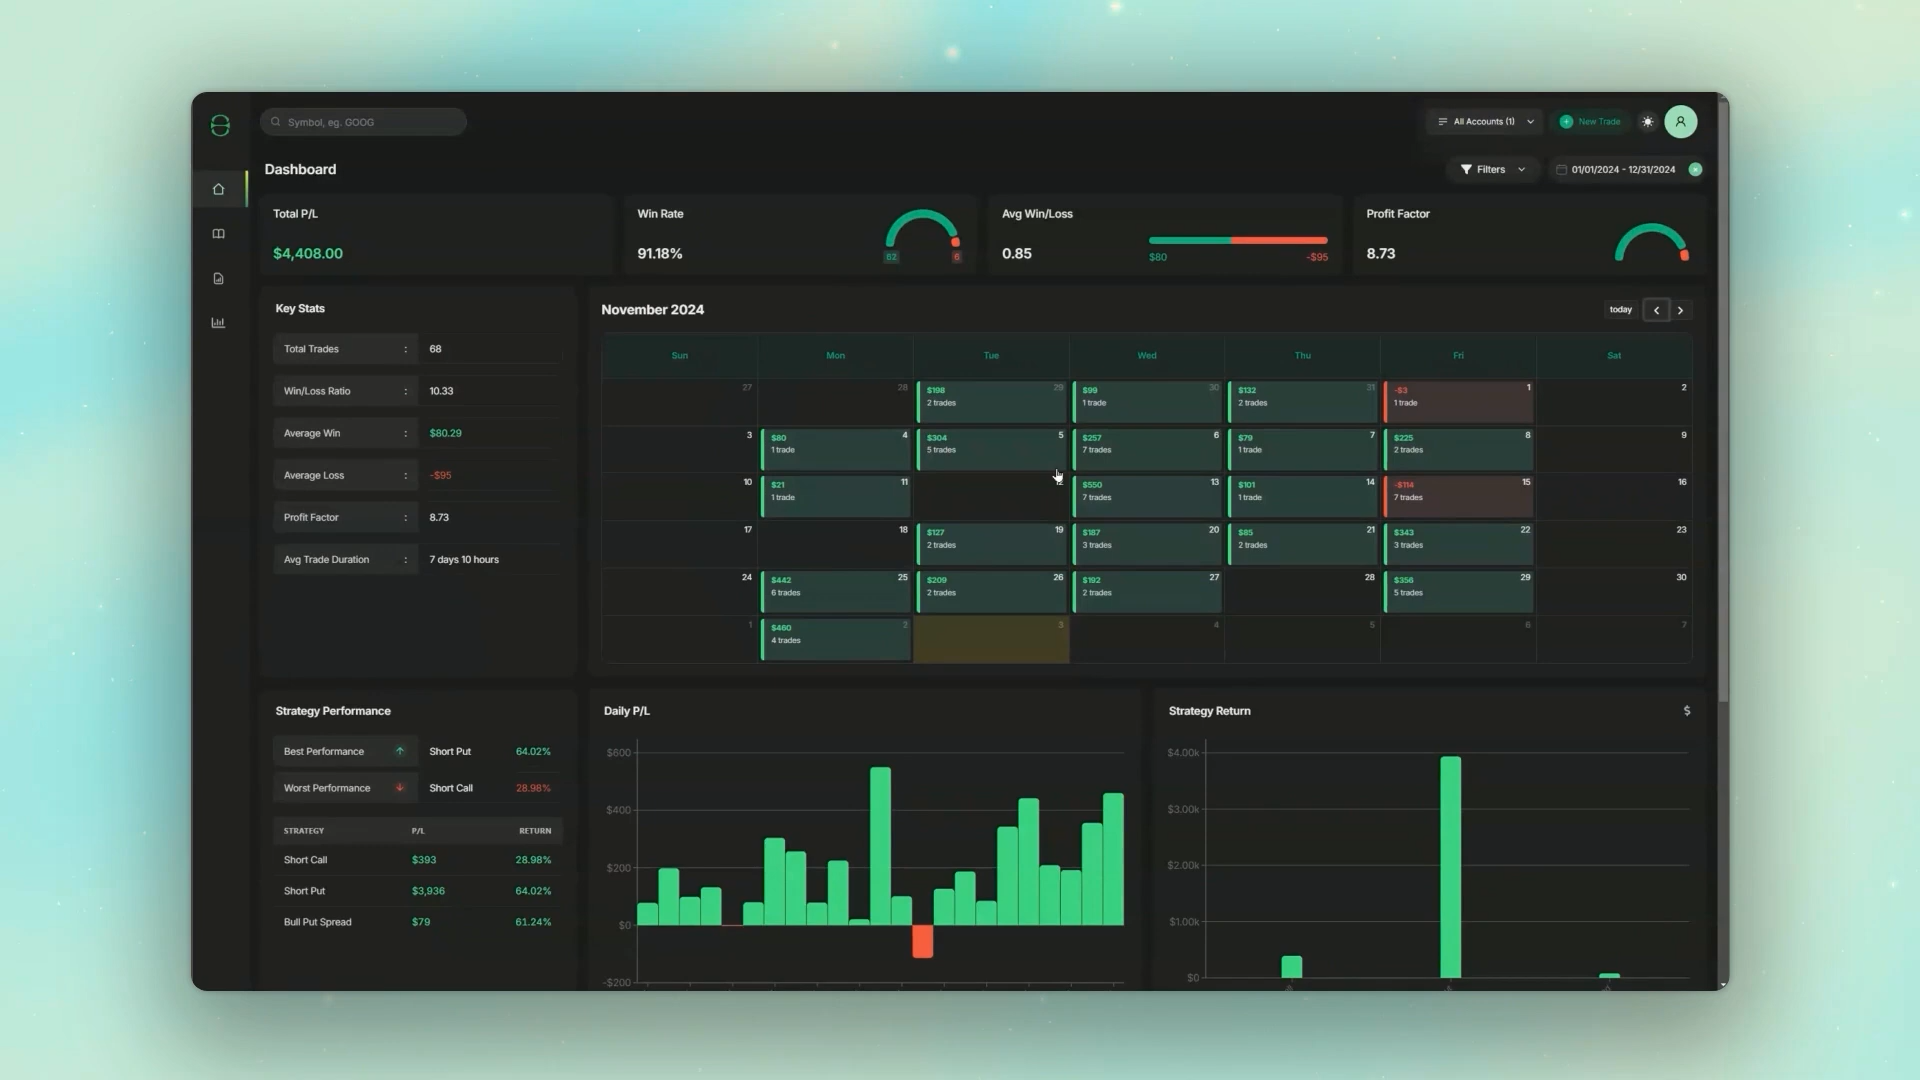 Symbol, eg. GOOG
All Accounts (1)
New Trade
Dashboard
Filters
01/01/2024 - 12/31/2024
Total P/L
$4,408.00
Win Rate
91.18%
62
6
Avg Win/Loss
0.85
$80
-$95
Profit Factor
8.73
Key Stats
Total Trades : 68
Win/Loss Ratio : 10.33
Average Win : $80.29
Average Loss : -$95
Profit Factor : 8.73
Avg Trade Duration : 7 days 10 hours
November 2024
today
Sun Mon Tue Wed Thu Fri Sat
27 28 29 30 31 1 2
$198 $99 $132 -$3
2 trades 1 trade 2 trades 1 trade
3 4 5 6 7 8 9
$80 $304 $257 $79 $225
1 trade 5 trades 7 trades 1 trade 2 trades
10 11 12 13 14 15 16
$21 $550 $101 -$114
1 trade 7 trades 1 trade 7 trades
17 18 19 20 21 22 23
$127 $187 $85 $343
2 trades 3 trades 2 trades 3 trades
24 25 26 27 28 29 30
$442 $209 $192 $356
6 trades 2 trades 2 trades 5 trades
1 2 3 4 5 6 7
$460
4 trades
Strategy Performance
Best Performance Short Put 64.02%
Worst Performance Short Call 28.98%
STRATEGY P/L RETURN
Short Call $393 28.98%
Short Put $3,936 64.02%
Bull Put Spread $79 61.24%
Daily P/L
$600
$400
$200
$0
-$200
Strategy Return
$
$4.00k
$3.00k
$2.00k
$1.00k
$0